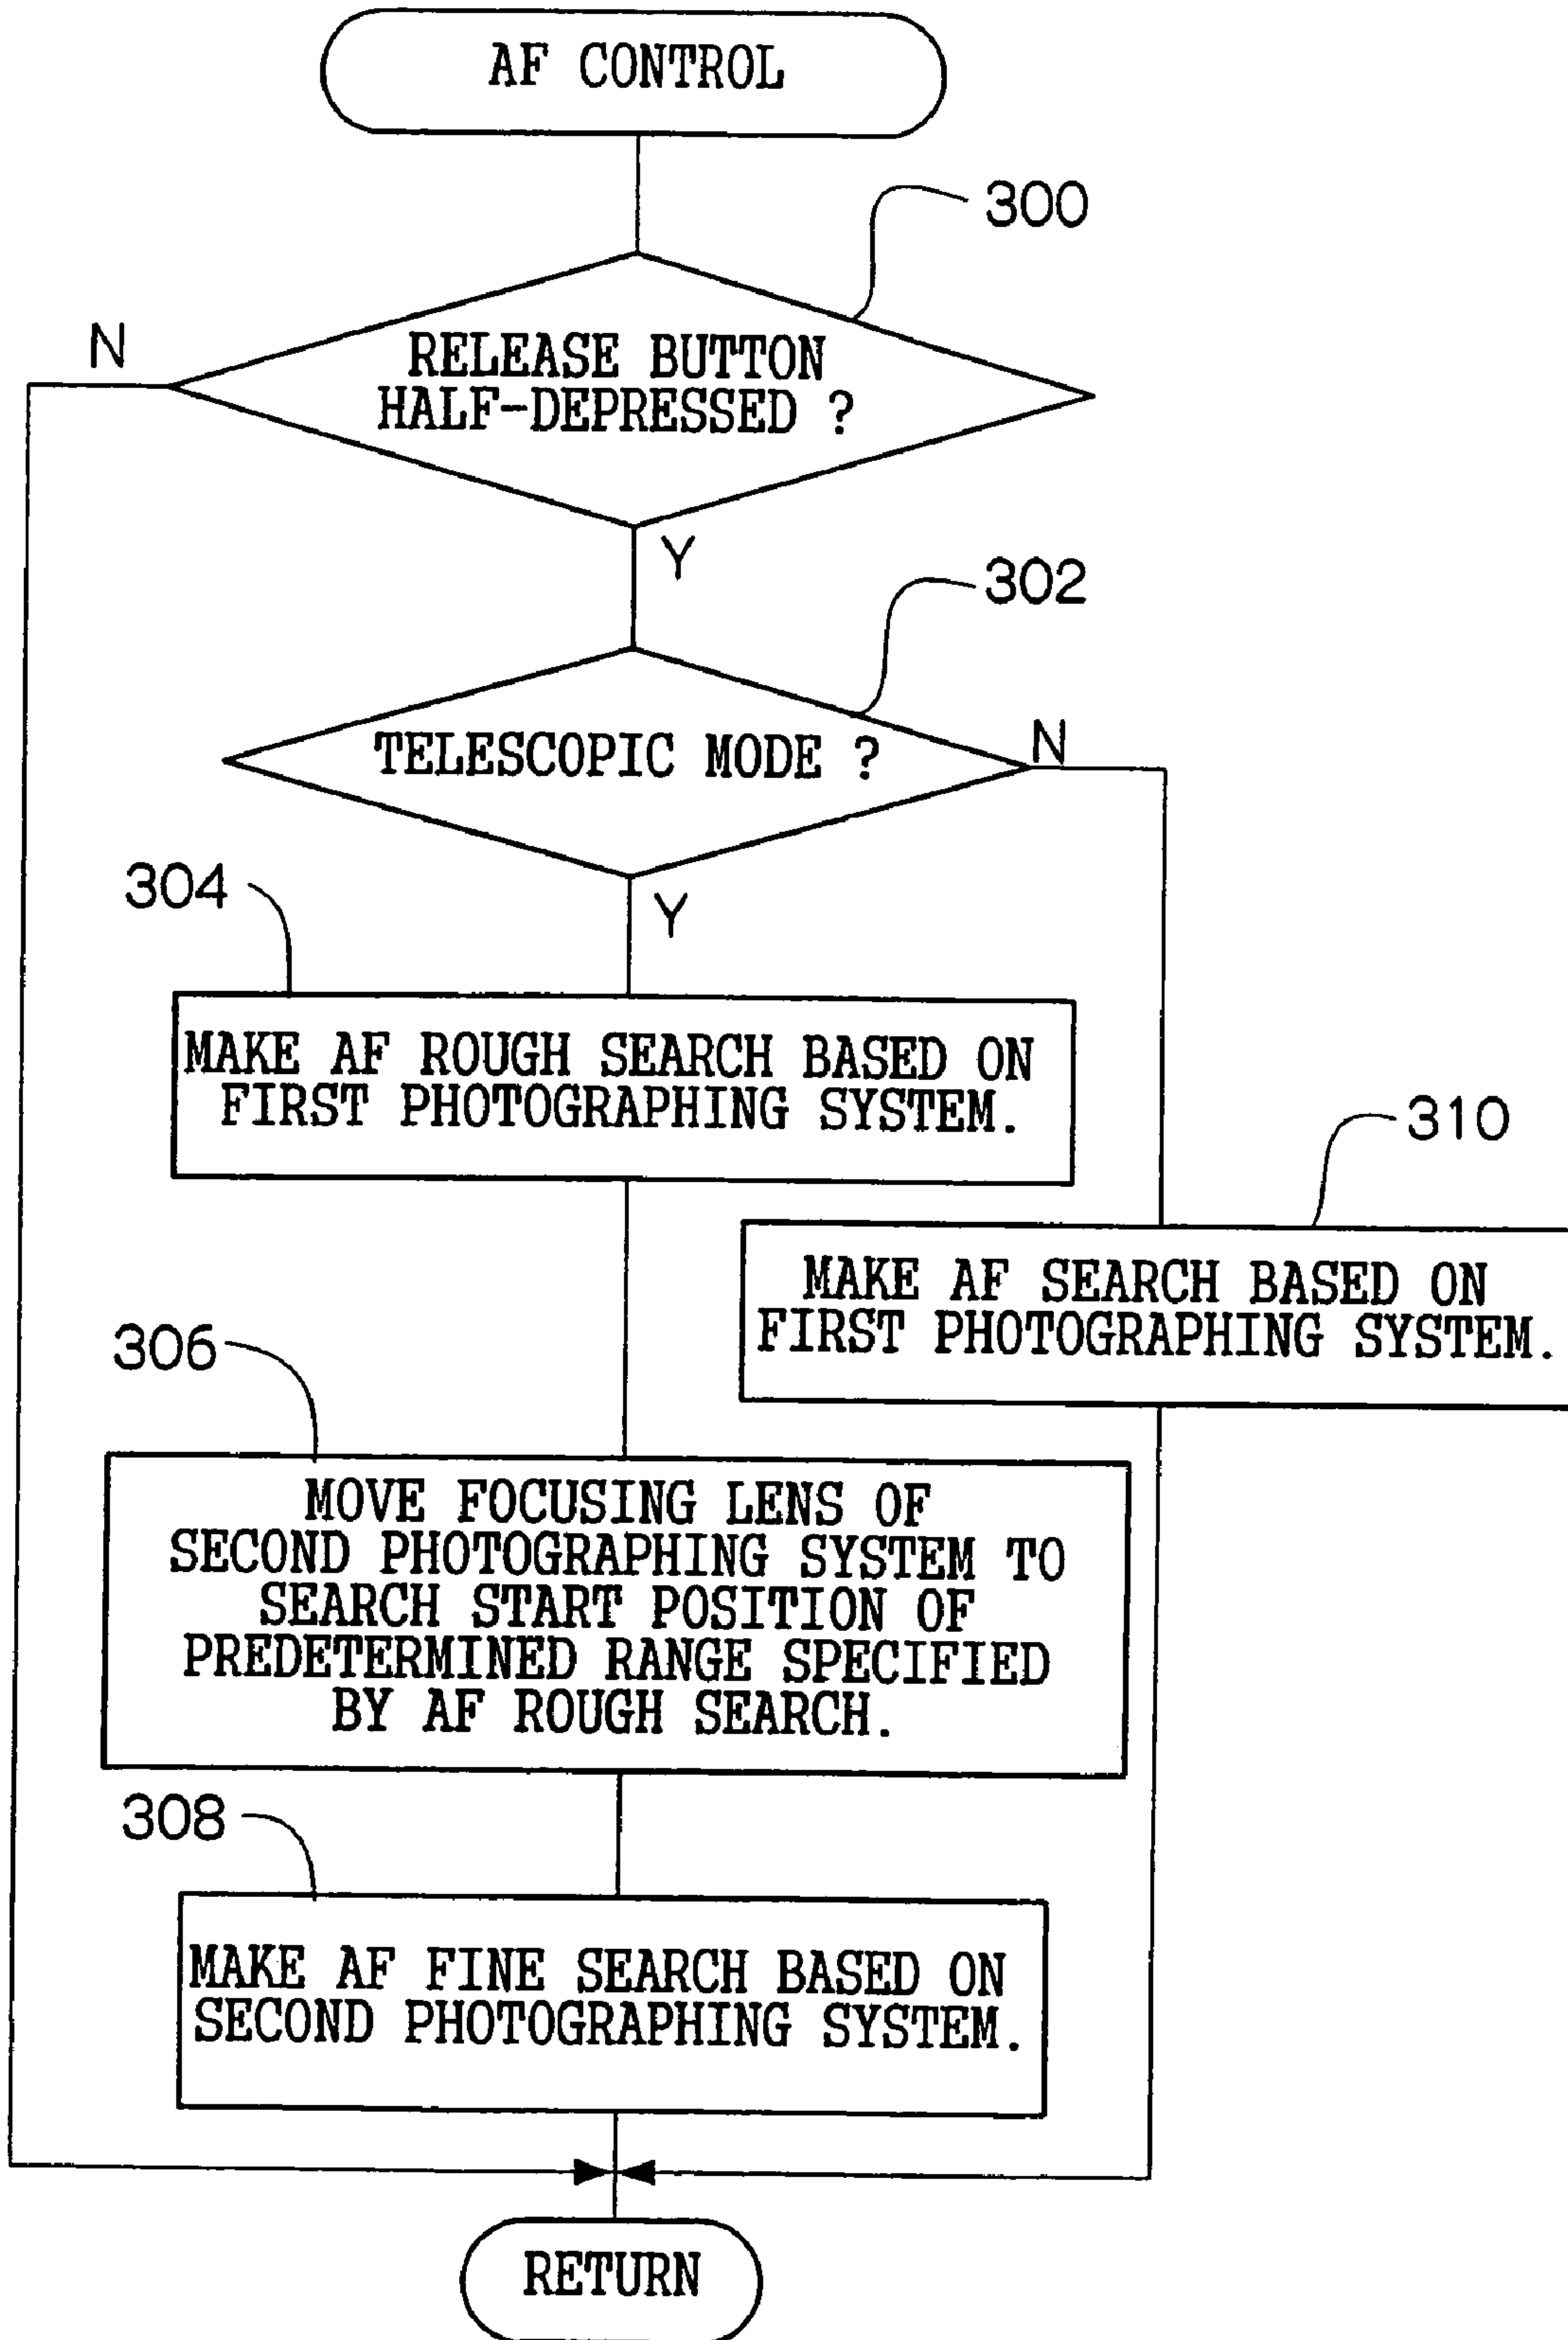 AF CONTROL
300
N
RELEASE BUTTON
HALF-DEPRESSED ?
Y
302
TELESCOPIC MODE ?
N
304
Y
MAKE AF ROUGH SEARCH BASED ON
FIRST PHOTOGRAPHING SYSTEM.
310
MAKE AF SEARCH BASED ON
FIRST PHOTOGRAPHING SYSTEM.
306
MOVE FOCUSING LENS OF
SECOND PHOTOGRAPHING SYSTEM TO
SEARCH START POSITION OF
PREDETERMINED RANGE SPECIFIED
BY AF ROUGH SEARCH.
308
MAKE AF FINE SEARCH BASED ON
SECOND PHOTOGRAPHING SYSTEM.
RETURN